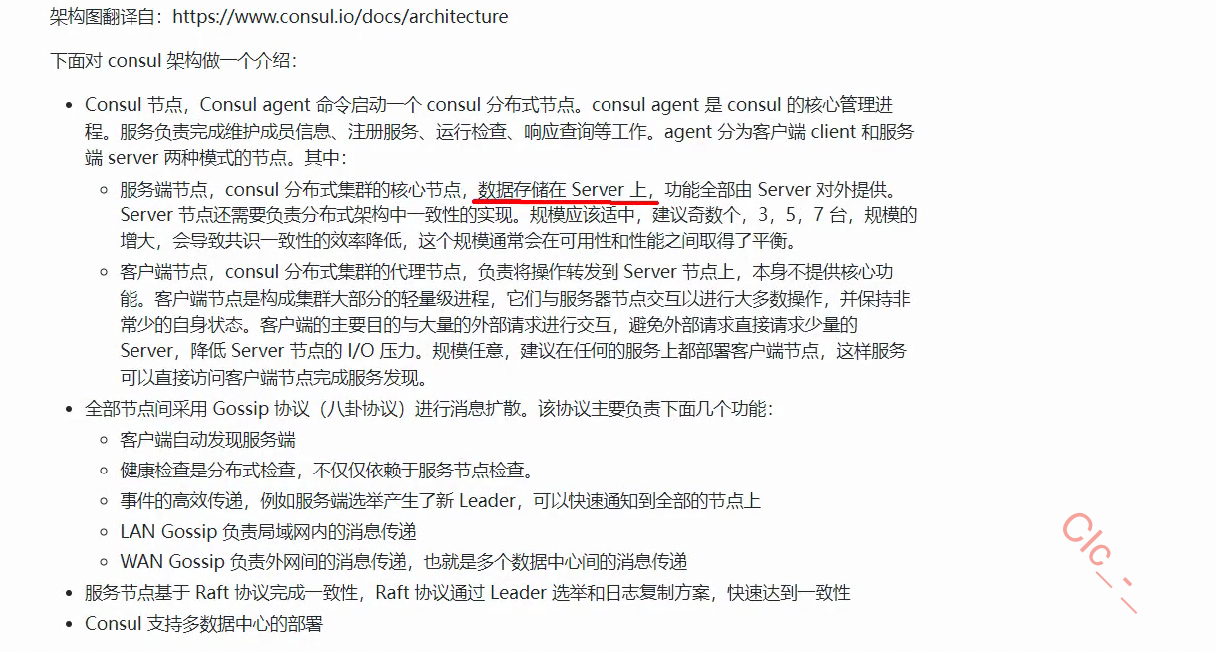 架构图翻译自：https://www.consul.io/docs/architecture
下面对 consul 架构做一个介绍：
Consul 节点，Consul agent 命令启动一个 consul 分布式节点。consul agent 是 consul 的核心管理进
程。服务负责完成维护成员信息、注册服务、运行检查、响应查询等工作。agent 分为客户端 client 和服务
端 server 两种模式的节点。其中：
服务端节点，consul 分布式集群的核心节点，数据存储在 Server 上，功能全部由 Server 对外提供。
Server 节点还需要负责分布式架构中一致性的实现。规模应该适中，建议奇数个，3，5，7 台，规模的
增大，会导致共识一致性的效率降低，这个规模通常会在可用性和性能之间取得了平衡。
客户端节点，consul 分布式集群的代理节点，负责将操作转发到 Server 节点上，本身不提供核心功
能。客户端节点是构成集群大部分的轻量级进程，它们与服务器节点交互以进行大多数操作，并保持非
常少的自身状态。客户端的主要目的与大量的外部请求进行交互，避免外部请求直接请求少量的
Server，降低 Server 节点的 I/O 压力。规模任意，建议在任何的服务上都部署客户端节点，这样服务
可以直接访问客户端节点完成服务发现。
全部节点间采用 Gossip 协议（八卦协议）进行消息扩散。该协议主要负责下面几个功能：
客户端自动发现服务端
健康检查是分布式检查，不仅仅依赖于服务节点检查。
事件的高效传递，例如服务端选举产生了新 Leader，可以快速通知到全部的节点上
LAN Gossip 负责局域网内的消息传递
WAN Gossip 负责外网间的消息传递，也就是多个数据中心间的消息传递
服务节点基于 Raft 协议完成一致性，Raft 协议通过 Leader 选举和日志复制方案，快速达到一致性
Consul 支持多数据中心的部署